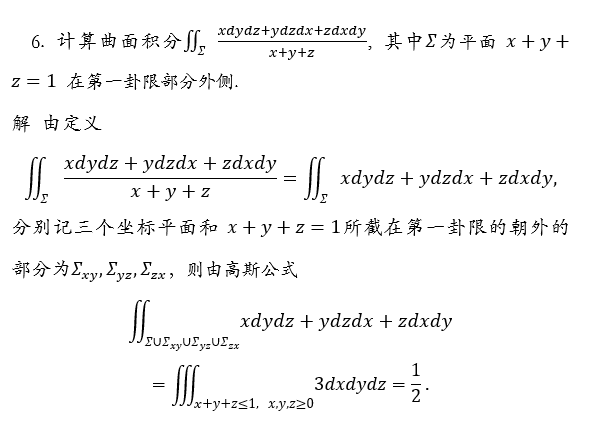 6. 计算曲面积分∬_Σ (xdydz+ydzdx+zdxdy)/(x+y+z), 其中Σ为平面 x + y +
z = 1 在第一卦限部分外侧.
解 由定义
∬_Σ (xdydz + ydzdx + zdxdy)/(x + y + z) = ∬_Σ xdydz + ydzdx + zdxdy,
分别记三个坐标平面和 x + y + z = 1所截在第一卦限的朝外的
部分为Σ_xy, Σ_yz, Σ_zx, 则由高斯公式
∬_Σ∪Σ_xy∪Σ_yz∪Σ_zx xdydz + ydzdx + zdxdy
= ∭_x+y+z≤1, x,y,z≥0 3dxdydz = 1/2 .